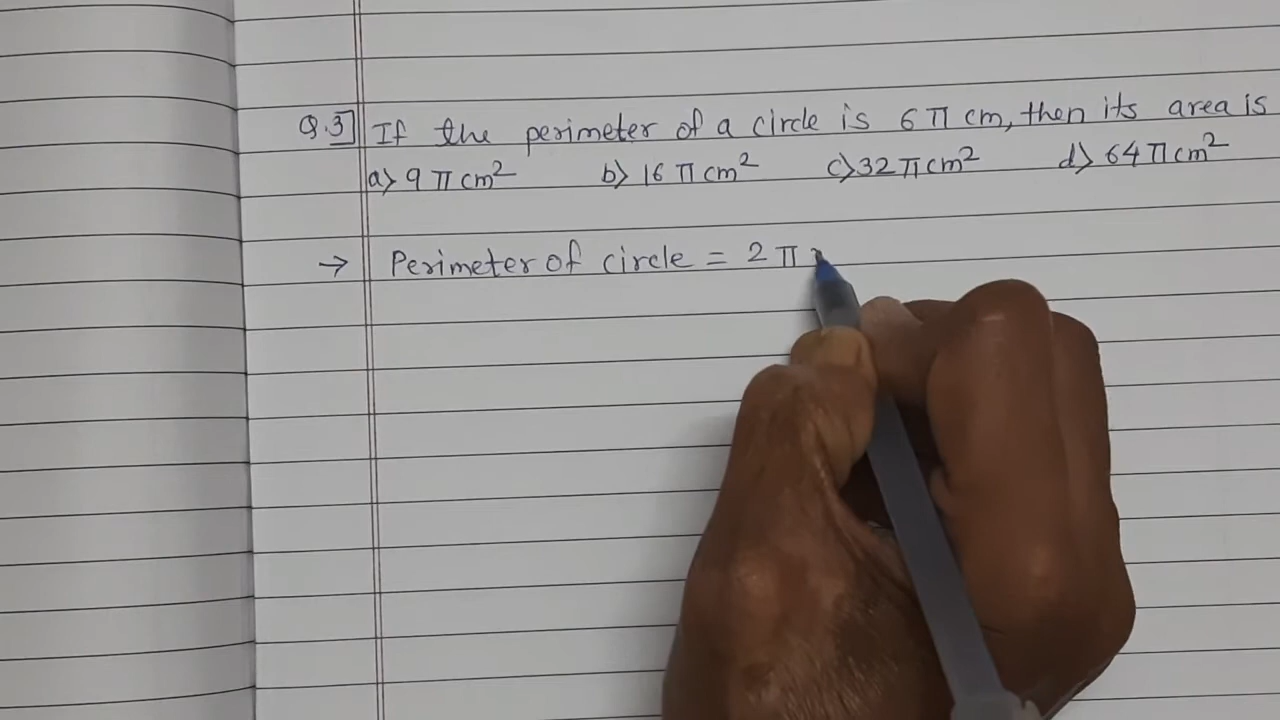 Q.3] If the perimeter of a circle is 6π cm, then its area is
a) 9π cm² b) 16π cm² c) 32π cm² d) 64π cm²
→ Perimeter of circle = 2π